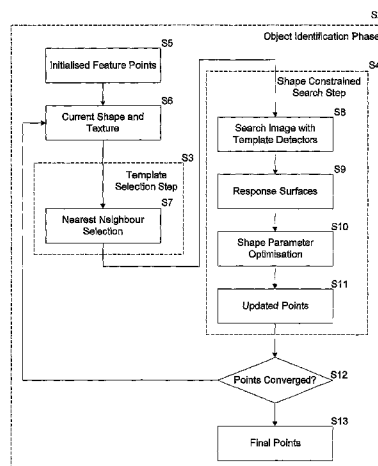 Object Identification Phase
S5
Initialised Feature Points
S6
Current Shape and
Texture
S3
Template
Selection Step
S7
Nearest Neighbour
Selection
S4
Shape Constrained
Search Step
S8
Search Image with
Template Detectors
S9
Response Surfaces
S10
Shape Parameter
Optimisation
S11
Updated Points
S12
Points Converged?
S13
Final Points